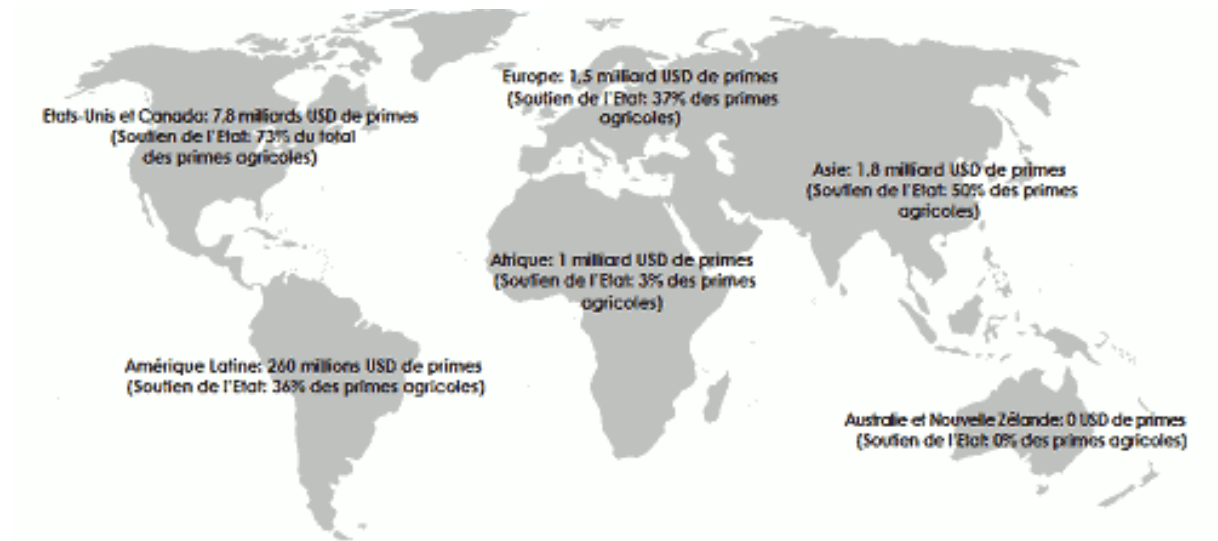 Europe: 1,5 milliard USD de primes
(Soutien de l'Etat: 37% des primes
agricoles)
Etats-Unis et Canada: 7.8 milliards USD de primes
(Soutien de l'Etat: 73% du total
des primes agricoles)
Asie: 1,8 milliard USD de primes
(Soutien de l'Etat: 50% des primes
agricoles)
Afrique: 1 milliard USD de primes
(Soutien de l'Etat: 3% des primes
agricoles)
Amérique Latine: 260 millions USD de primes
(Soutien de l'Etat: 36% des primes agricoles)
Australie et Nouvelle Zélande: 0 USD de primes
(Soutien de l'Etat: 0% des primes agricoles)